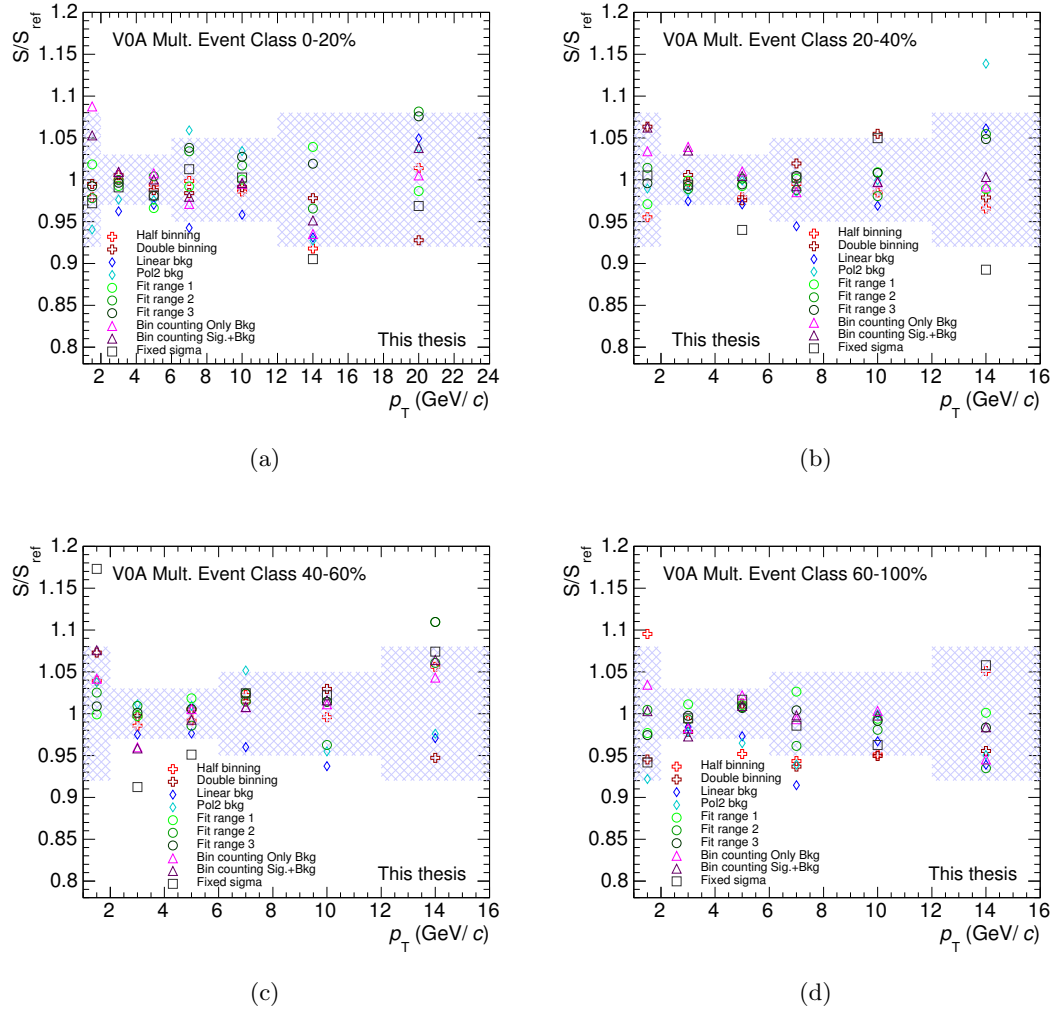 S/S_ref
1.2
1.15
1.1
1.05
1
0.95
0.9
0.85
0.8
V0A Mult. Event Class 0-20%
Half binning
Double binning
Linear bkg
Pol2 bkg
Fit range 1
Fit range 2
Fit range 3
Bin counting Only Bkg
Bin counting Sig.+Bkg
Fixed sigma
This thesis
2 4 6 8 10 12 14 16 18 20 22 24
p_T (GeV/ c)
(a)
S/S_ref
1.2
1.15
1.1
1.05
1
0.95
0.9
0.85
0.8
V0A Mult. Event Class 20-40%
Half binning
Double binning
Linear bkg
Pol2 bkg
Fit range 1
Fit range 2
Fit range 3
Bin counting Only Bkg
Bin counting Sig.+Bkg
Fixed sigma
This thesis
2 4 6 8 10 12 14 16
p_T (GeV/ c)
(b)
S/S_ref
1.2
1.15
1.1
1.05
1
0.95
0.9
0.85
0.8
V0A Mult. Event Class 40-60%
Half binning
Double binning
Linear bkg
Pol2 bkg
Fit range 1
Fit range 2
Fit range 3
Bin counting Only Bkg
Bin counting Sig.+Bkg
Fixed sigma
This thesis
2 4 6 8 10 12 14 16
p_T (GeV/ c)
(c)
S/S_ref
1.2
1.15
1.1
1.05
1
0.95
0.9
0.85
0.8
V0A Mult. Event Class 60-100%
Half binning
Double binning
Linear bkg
Pol2 bkg
Fit range 1
Fit range 2
Fit range 3
Bin counting Only Bkg
Bin counting Sig.+Bkg
Fixed sigma
This thesis
2 4 6 8 10 12 14 16
p_T (GeV/ c)
(d)